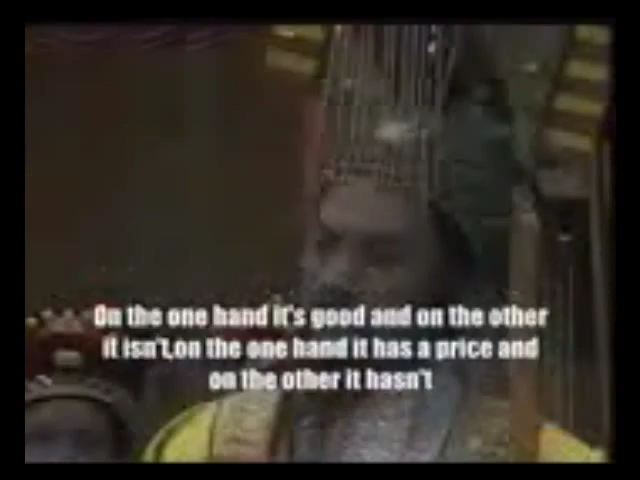 On the one hand it's good and on the other
it isn't,on the one hand it has a price and
on the other it hasn't